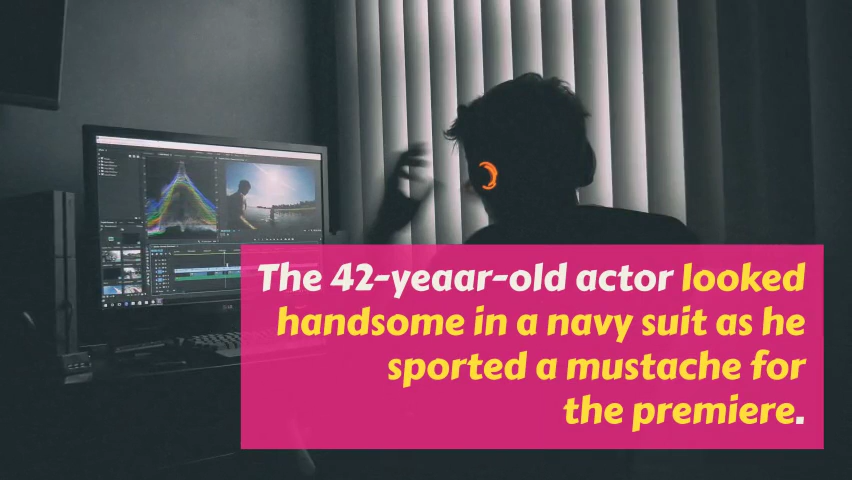 The 42-yeaar-old actor looked
handsome in a navy suit as he
sported a mustache for
the premiere.